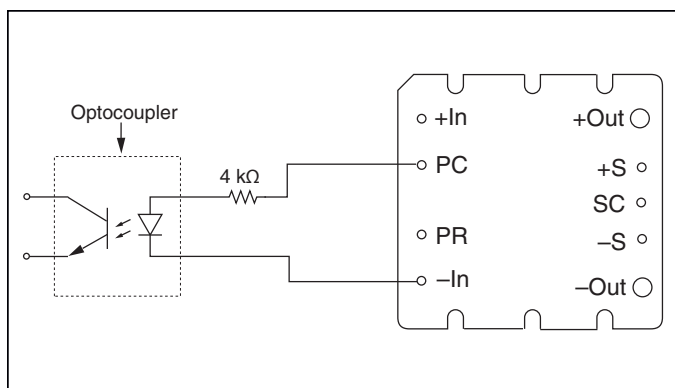 Optocoupler
4 kΩ
+In
PC
PR
–In
+Out
+S
SC
–S
–Out